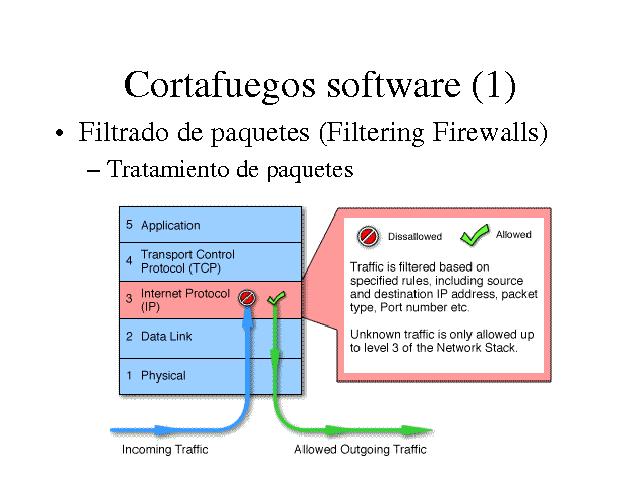 Cortafuegos software (1)
• Filtrado de paquetes (Filtering Firewalls)
– Tratamiento de paquetes
5 Application
4 Transport Control
Protocol (TCP)
3 Internet Protocol
(IP)
2 Data Link
1 Physical
Incoming Traffic
Allowed Outgoing Traffic
Dissallowed
Allowed
Traffic is filtered based on
specified rules, including source
and destination IP address, packet
type, Port number etc.
Unknown traffic is only allowed up
to level 3 of the Network Stack.